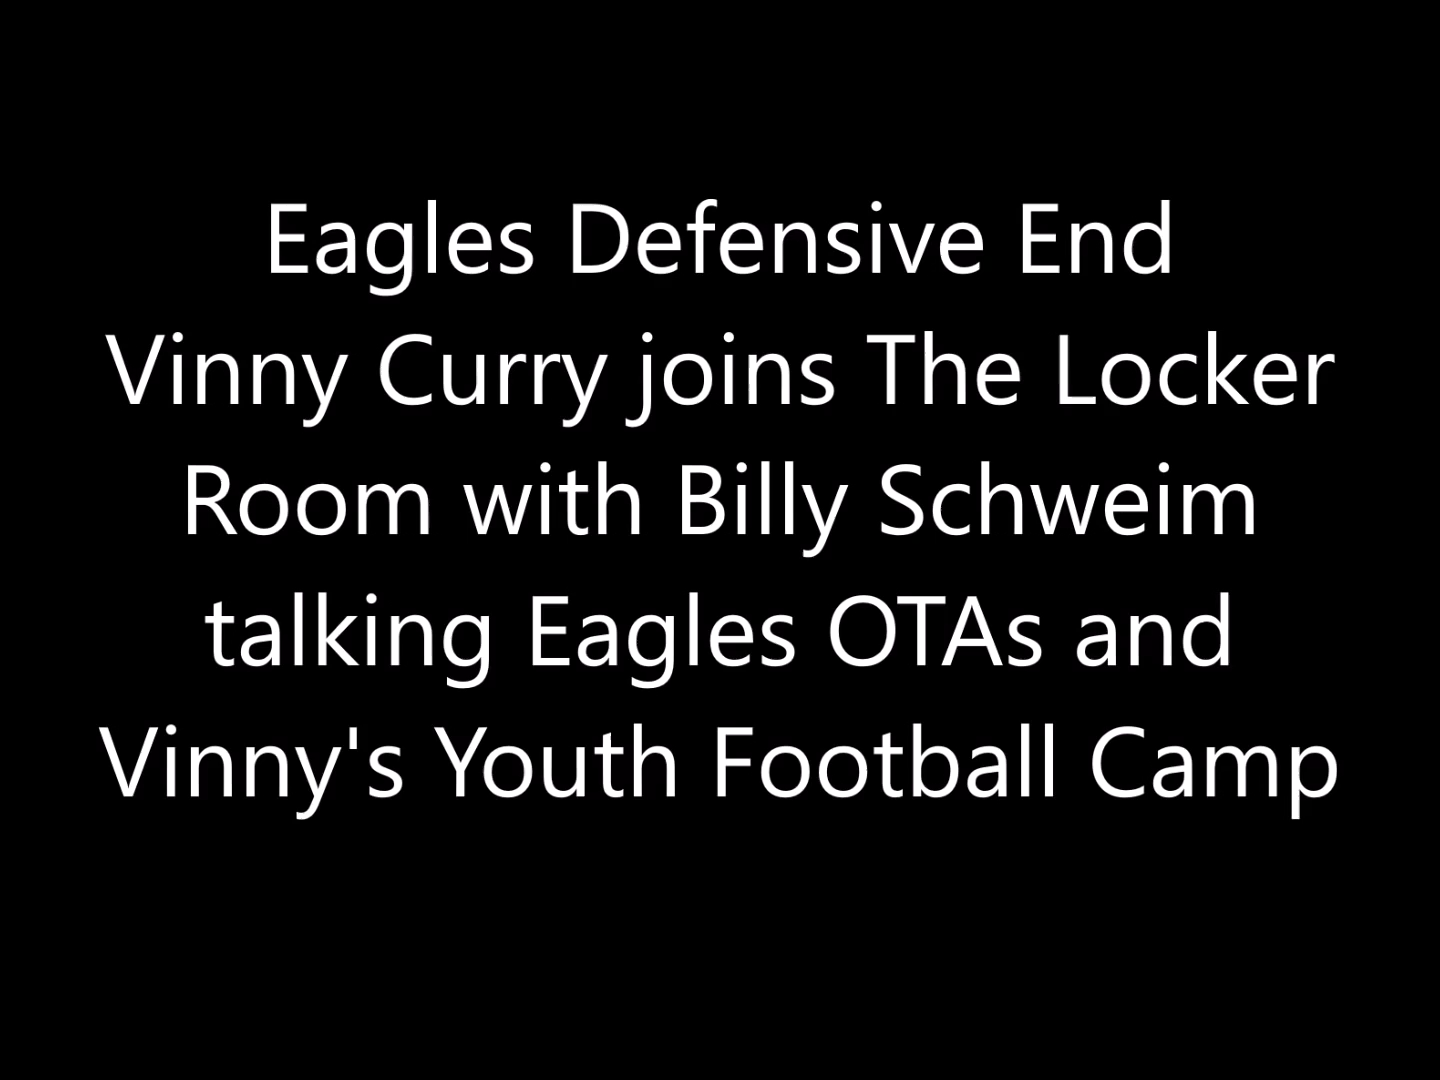 Eagles Defensive End
Vinny Curry joins The Locker
Room with Billy Schweim
talking Eagles OTAs and
Vinny's Youth Football Camp